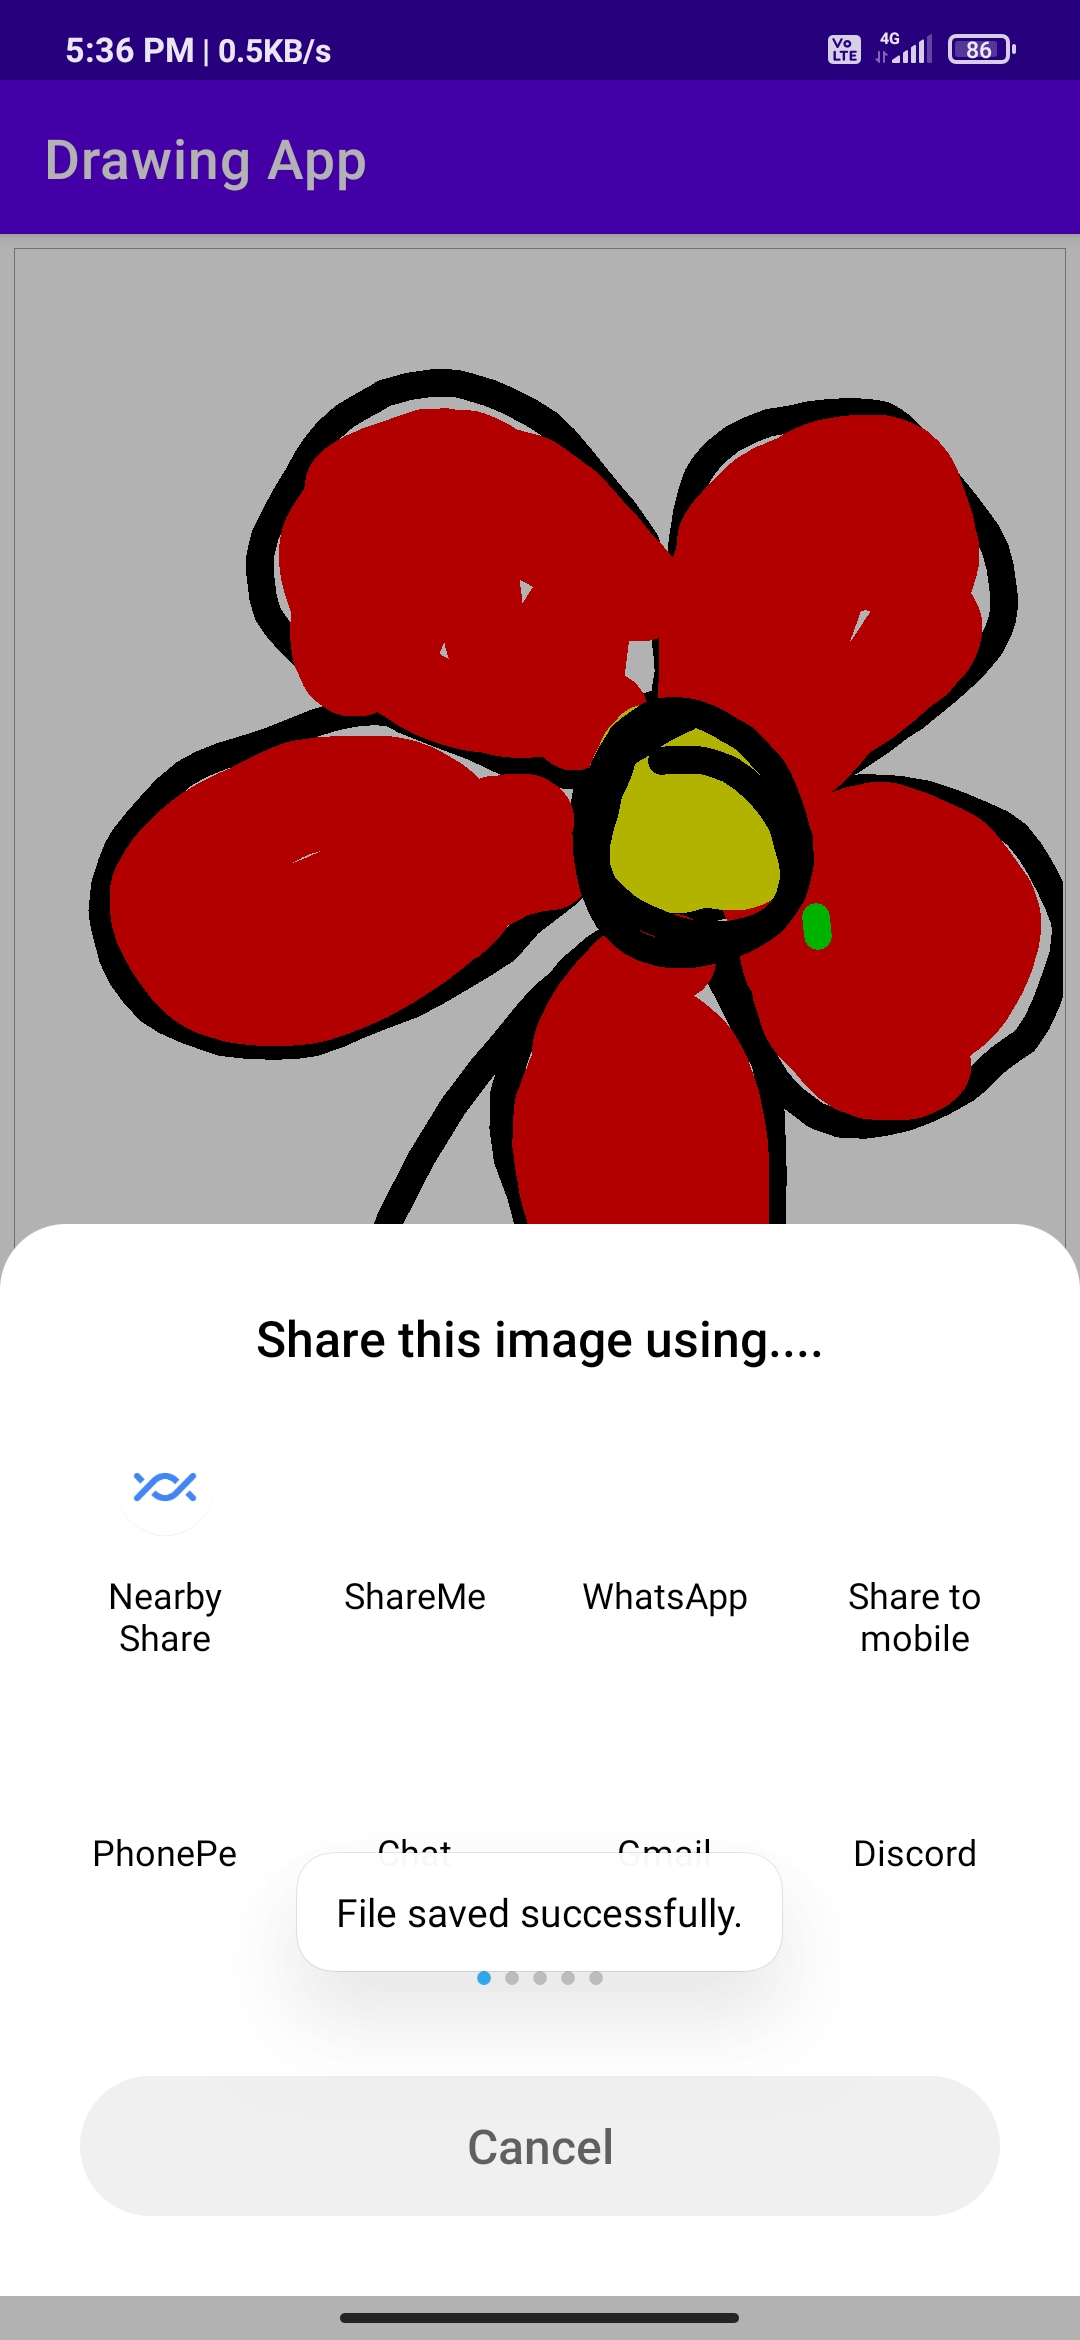 5:36 PM | 0.5KB/s
Vo LTE 4G 86
Drawing App
Share this image using....
Nearby Share
ShareMe
WhatsApp
Share to mobile
PhonePe
Chat
Gmail
Discord
File saved successfully.
Cancel